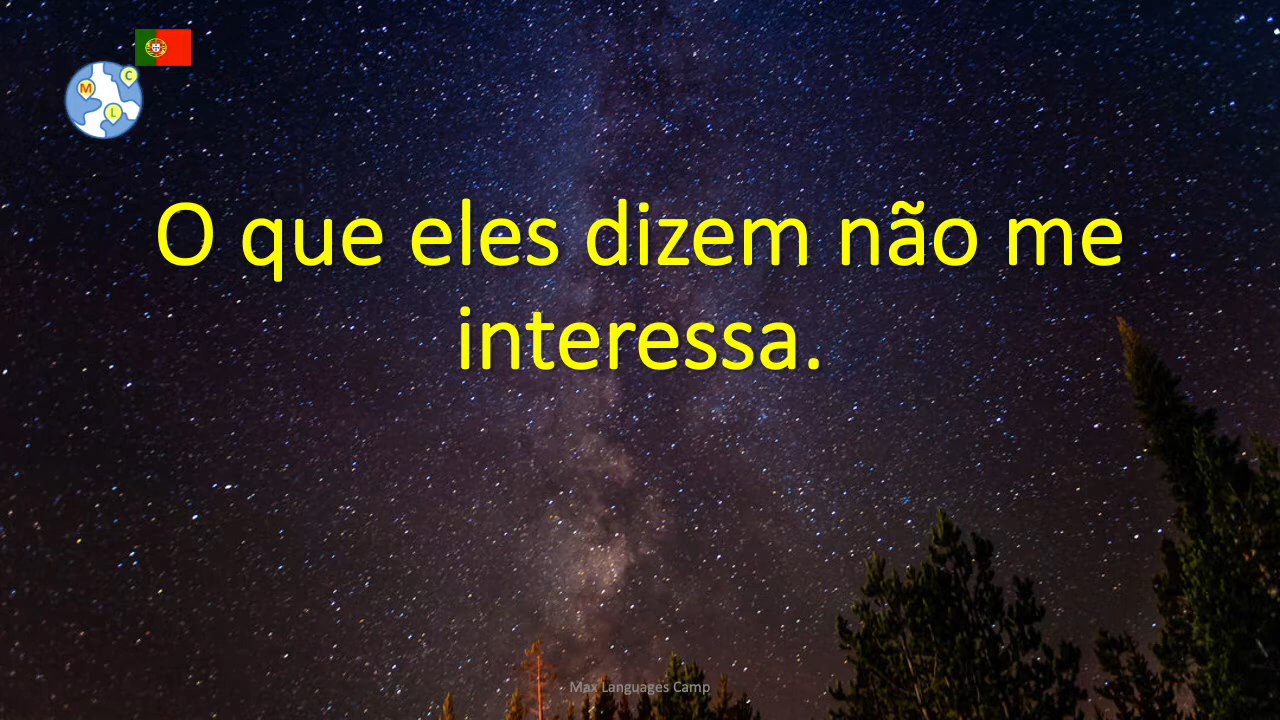 M
C
L
O que eles dizem não me
interessa.
Max Languages Camp